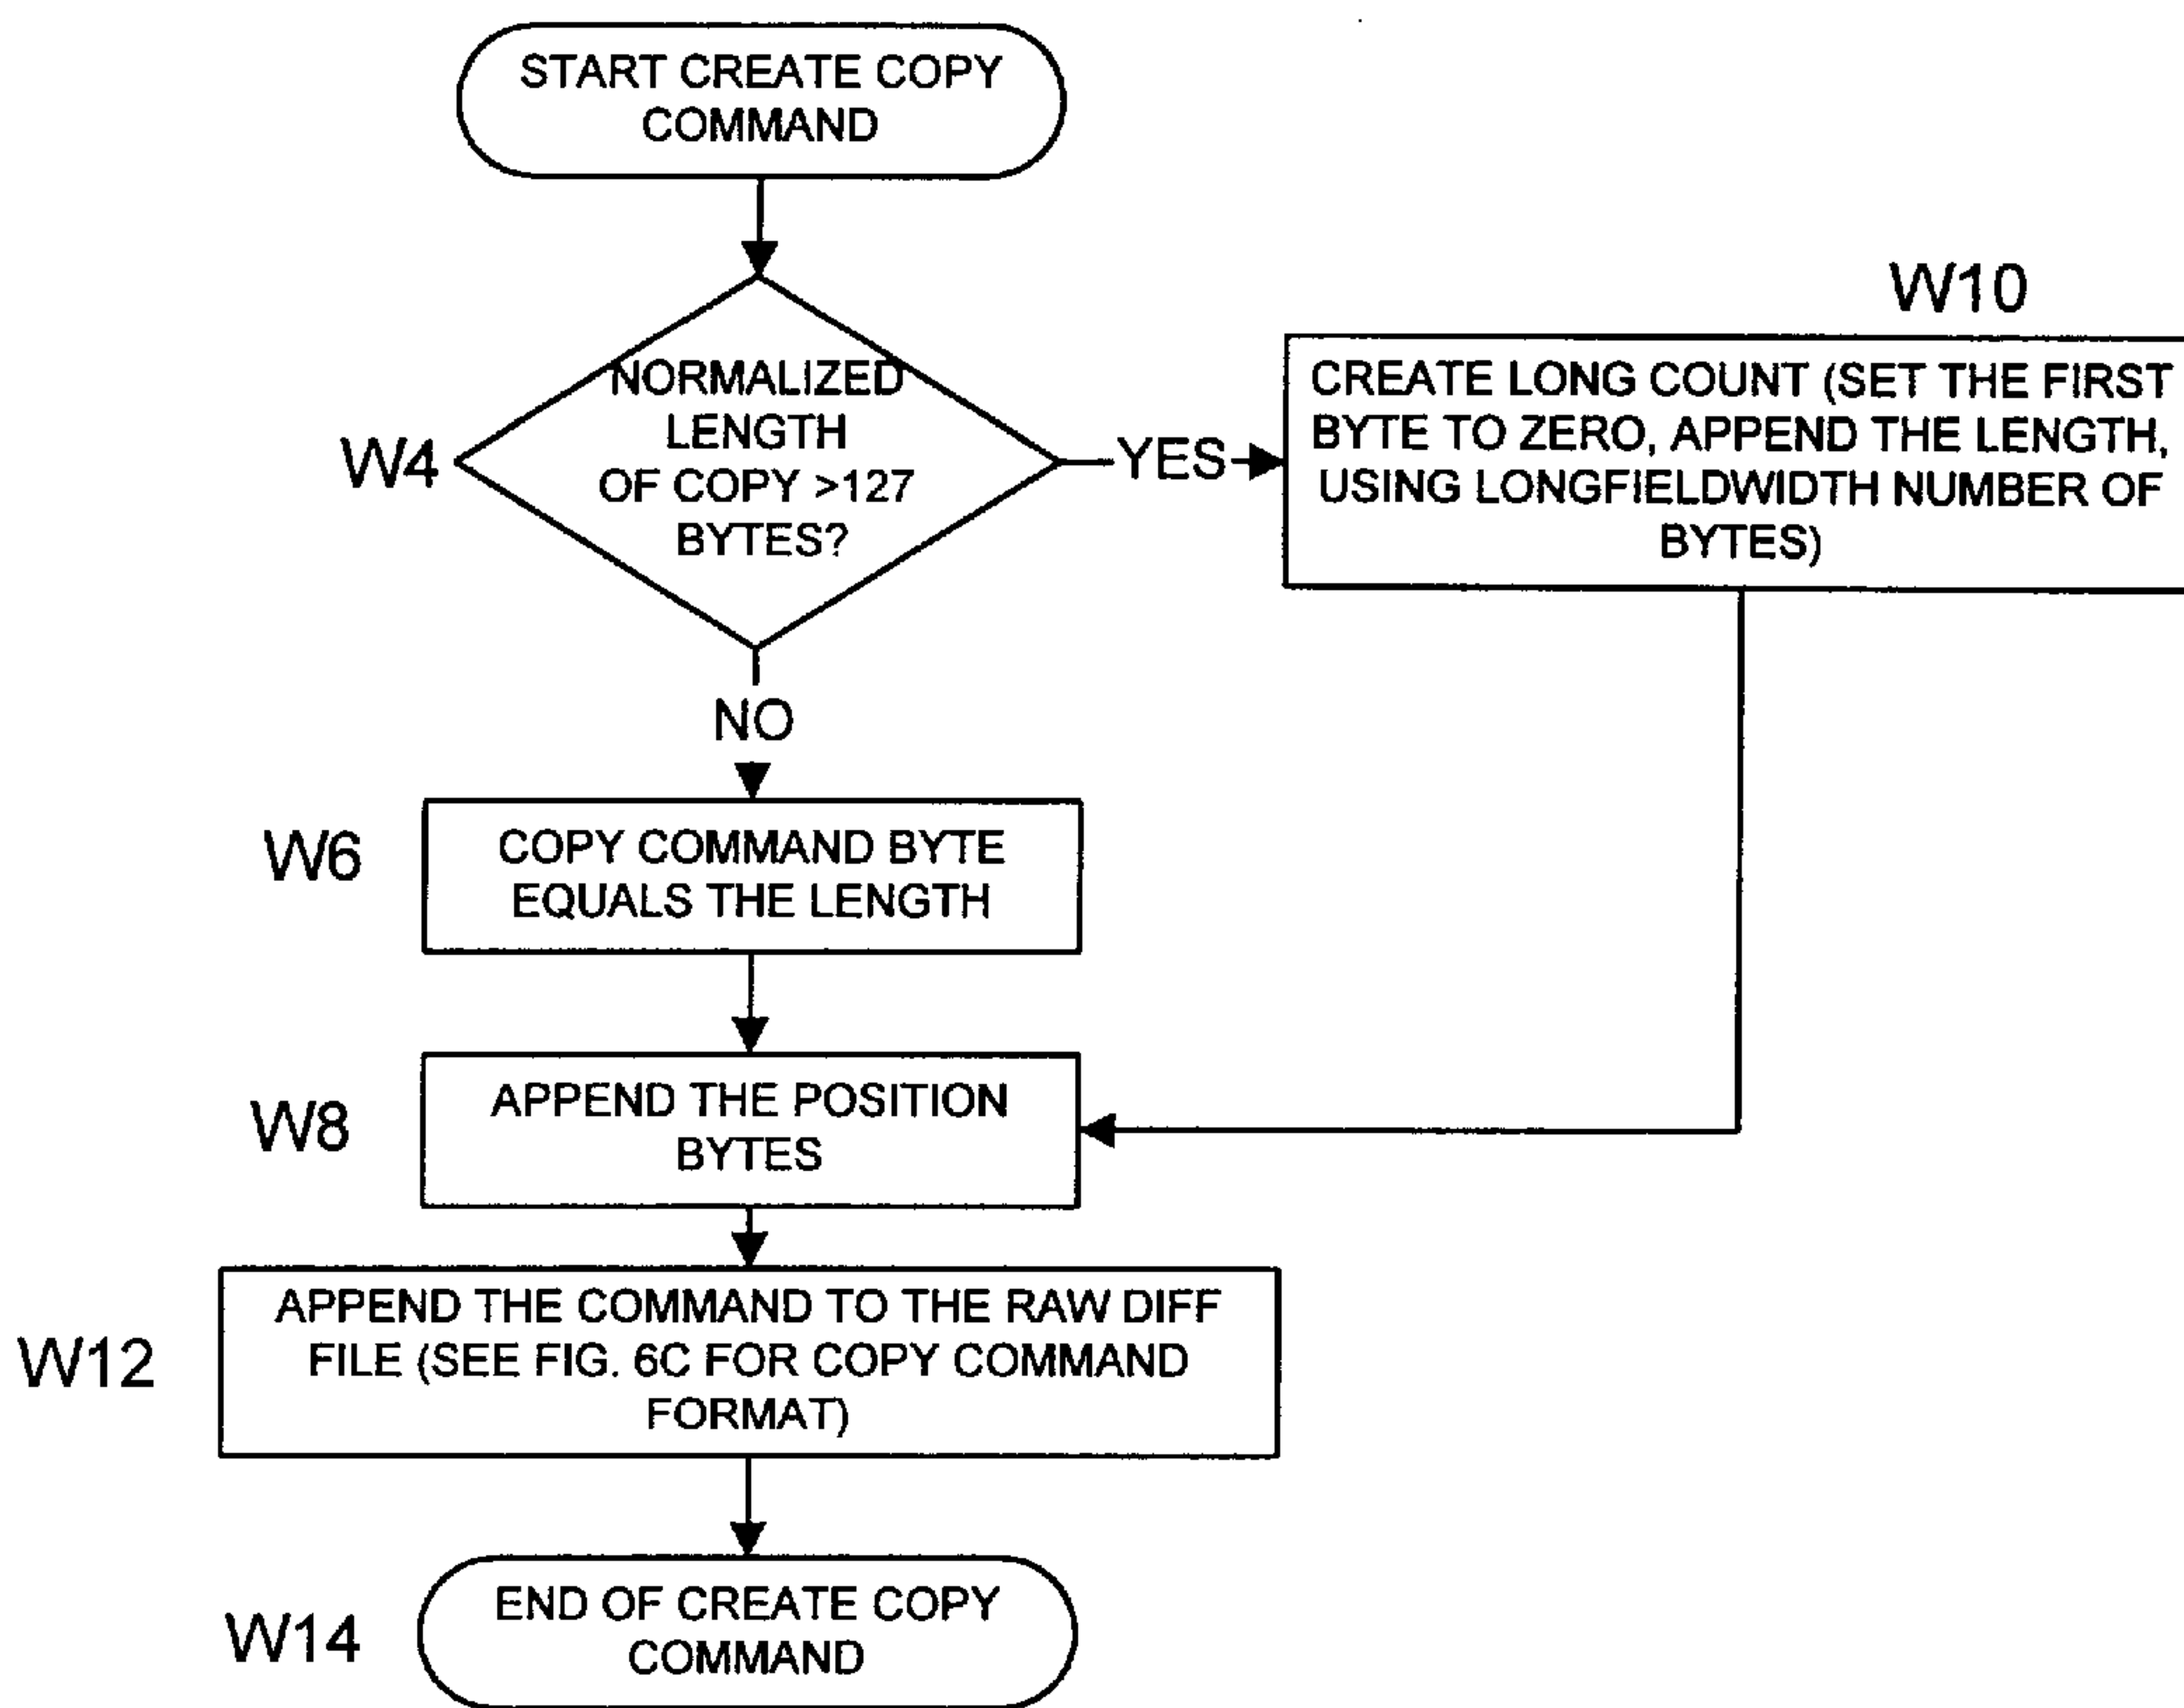 START CREATE COPY
COMMAND
W4
NORMALIZED
LENGTH
OF COPY >127
BYTES?
YES
W10
CREATE LONG COUNT (SET THE FIRST
BYTE TO ZERO, APPEND THE LENGTH,
USING LONGFIELDWIDTH NUMBER OF
BYTES)
NO
W6
COPY COMMAND BYTE
EQUALS THE LENGTH
W8
APPEND THE POSITION
BYTES
W12
APPEND THE COMMAND TO THE RAW DIFF
FILE (SEE FIG. 6C FOR COPY COMMAND
FORMAT)
W14
END OF CREATE COPY
COMMAND